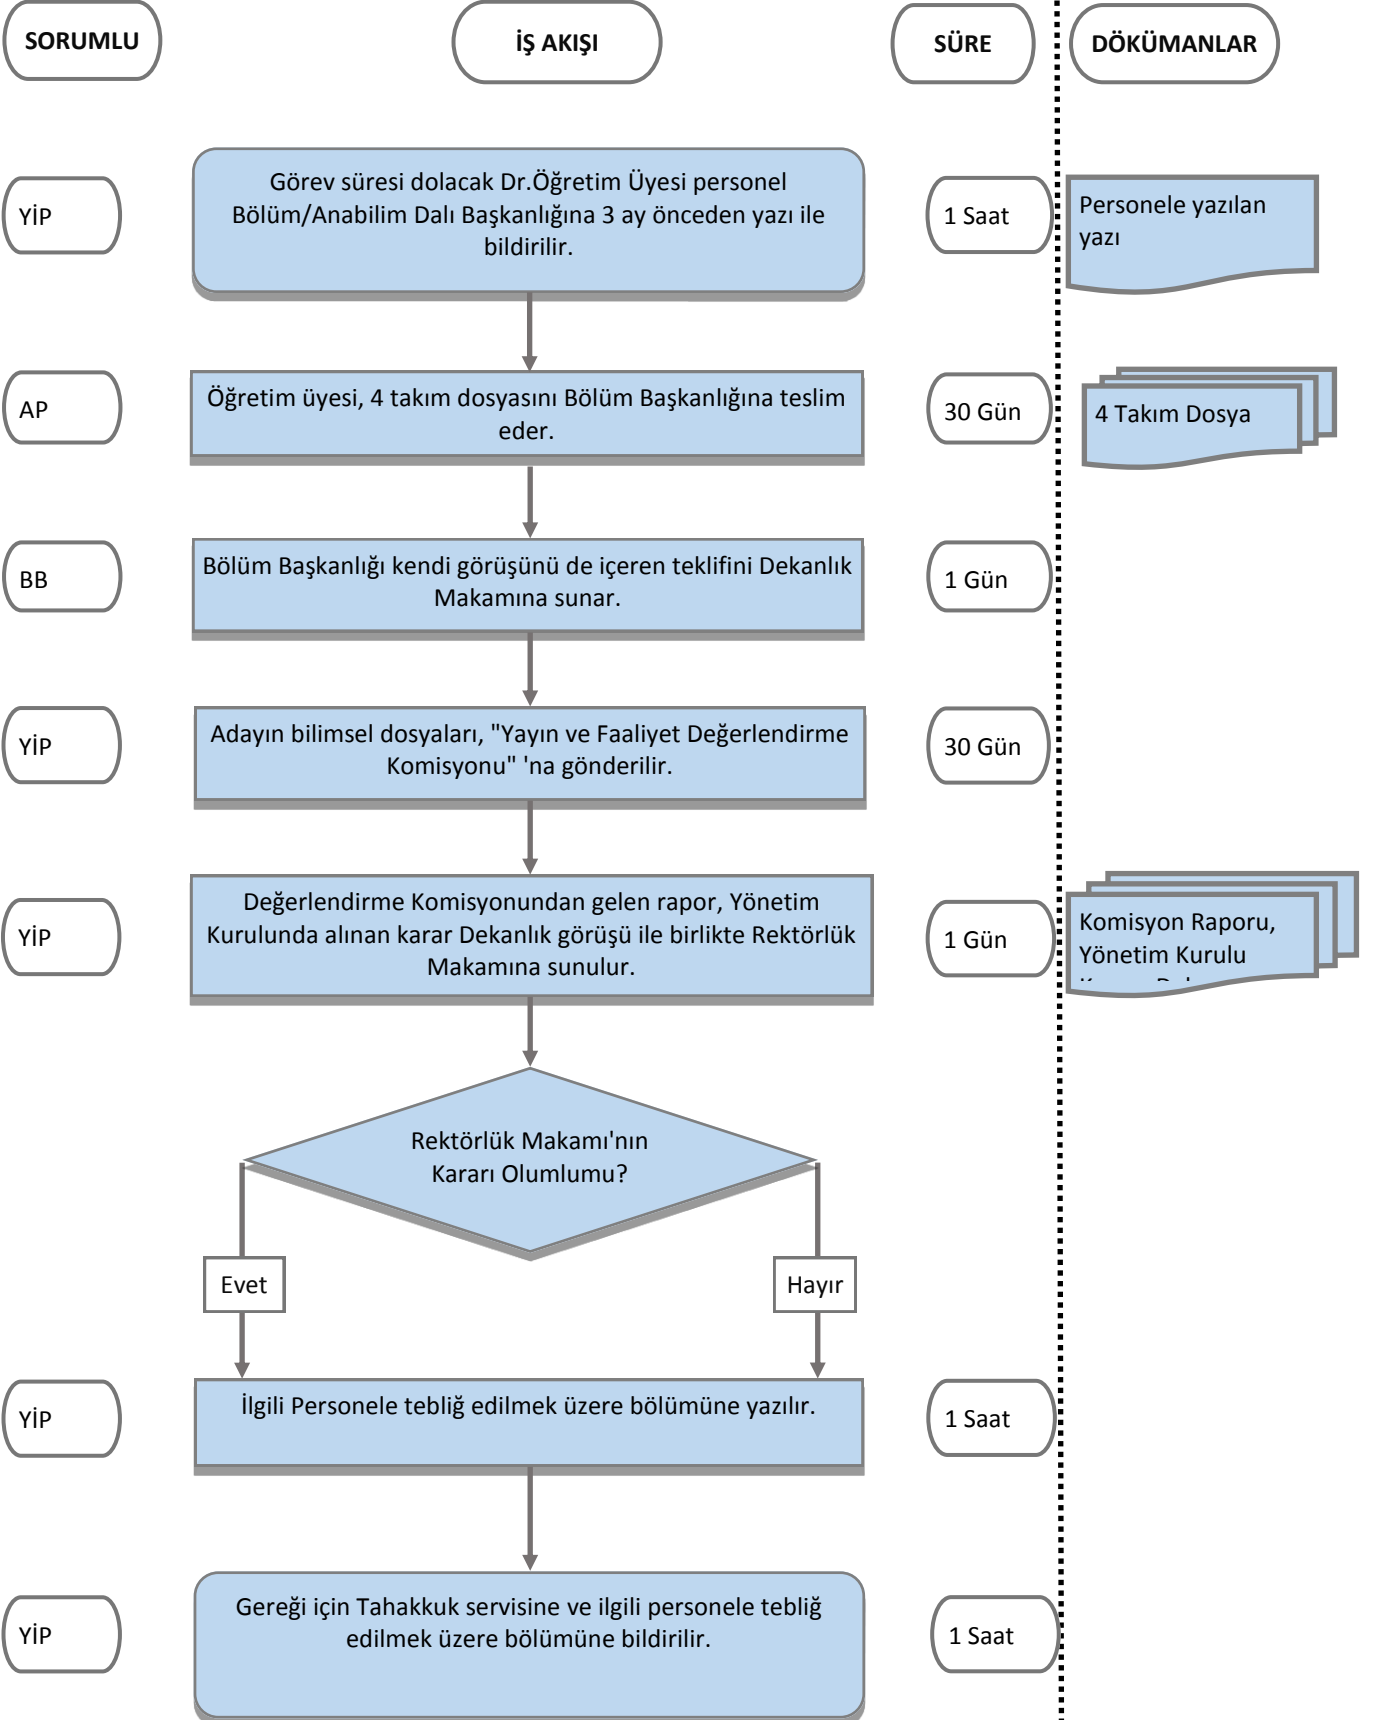 SORUMLU
İŞ AKIŞI
SÜRE
DÖKÜMANLAR
YİP
Görev süresi dolacak Dr.Öğretim Üyesi personel
Bölüm/Anabilim Dalı Başkanlığına 3 ay önceden yazı ile
bildirilir.
1 Saat
Personele yazılan
yazı
AP
Öğretim üyesi, 4 takım dosyasını Bölüm Başkanlığına teslim
eder.
30 Gün
4 Takım Dosya
BB
Bölüm Başkanlığı kendi görüşünü de içeren teklifini Dekanlık
Makamına sunar.
1 Gün
YİP
Adayın bilimsel dosyaları, "Yayın ve Faaliyet Değerlendirme
Komisyonu" 'na gönderilir.
30 Gün
YİP
Değerlendirme Komisyonundan gelen rapor, Yönetim
Kurulunda alınan karar Dekanlık görüşü ile birlikte Rektörlük
Makamına sunulur.
1 Gün
Komisyon Raporu,
Yönetim Kurulu
Rektörlük Makamı'nın
Kararı Olumlumu?
Evet
Hayır
YİP
İlgili Personele tebliğ edilmek üzere bölümüne yazılır.
1 Saat
YİP
Gereği için Tahakkuk servisine ve ilgili personele tebliğ
edilmek üzere bölümüne bildirilir.
1 Saat